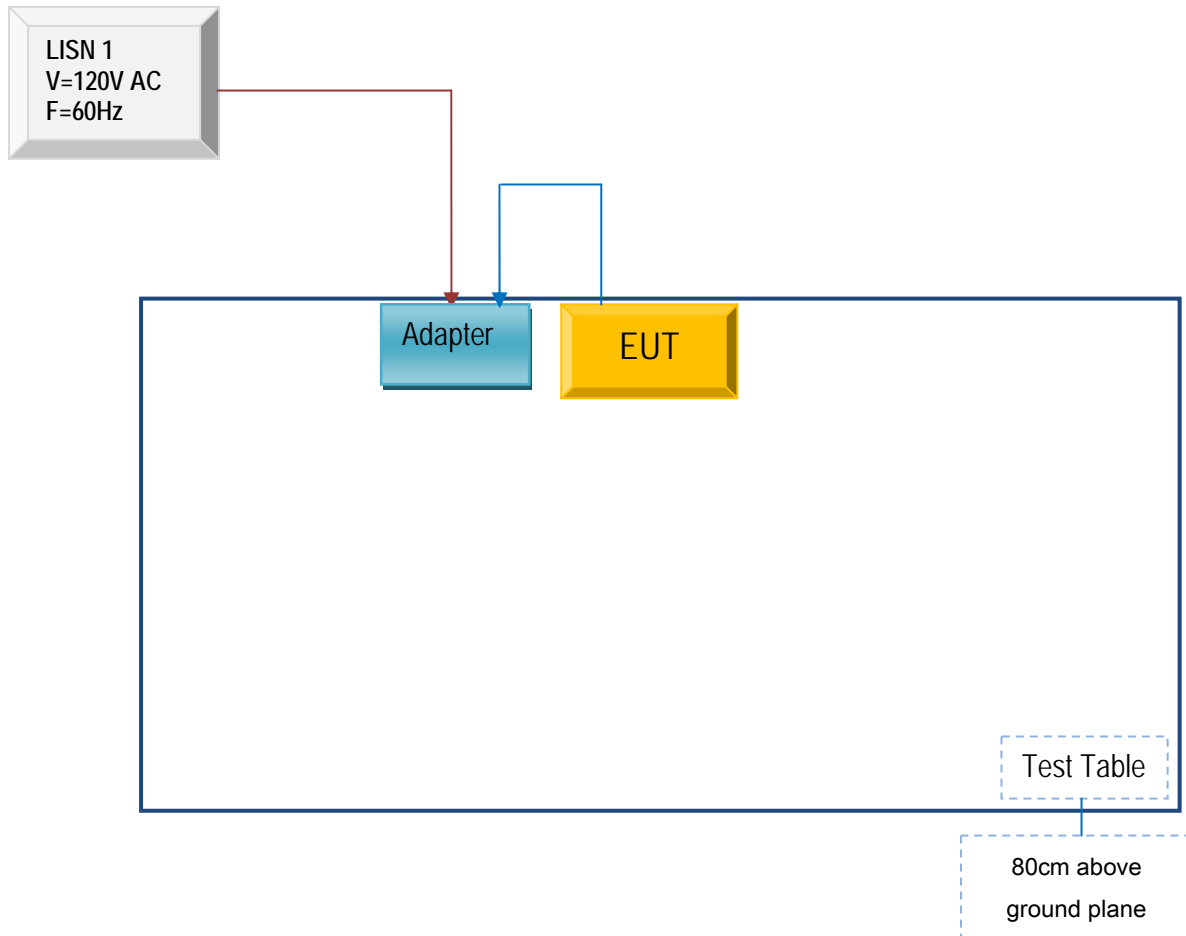 LISN 1
V=120V AC
F=60Hz
Adapter
EUT
Test Table
80cm above
ground plane